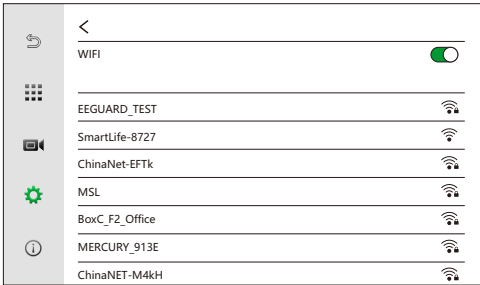 WIFI
EEGUARD_TEST
SmartLife-8727
ChinaNet-EFTk
MSL
BoxC_F2_Office
MERCURY_913E
ChinaNET-M4kH